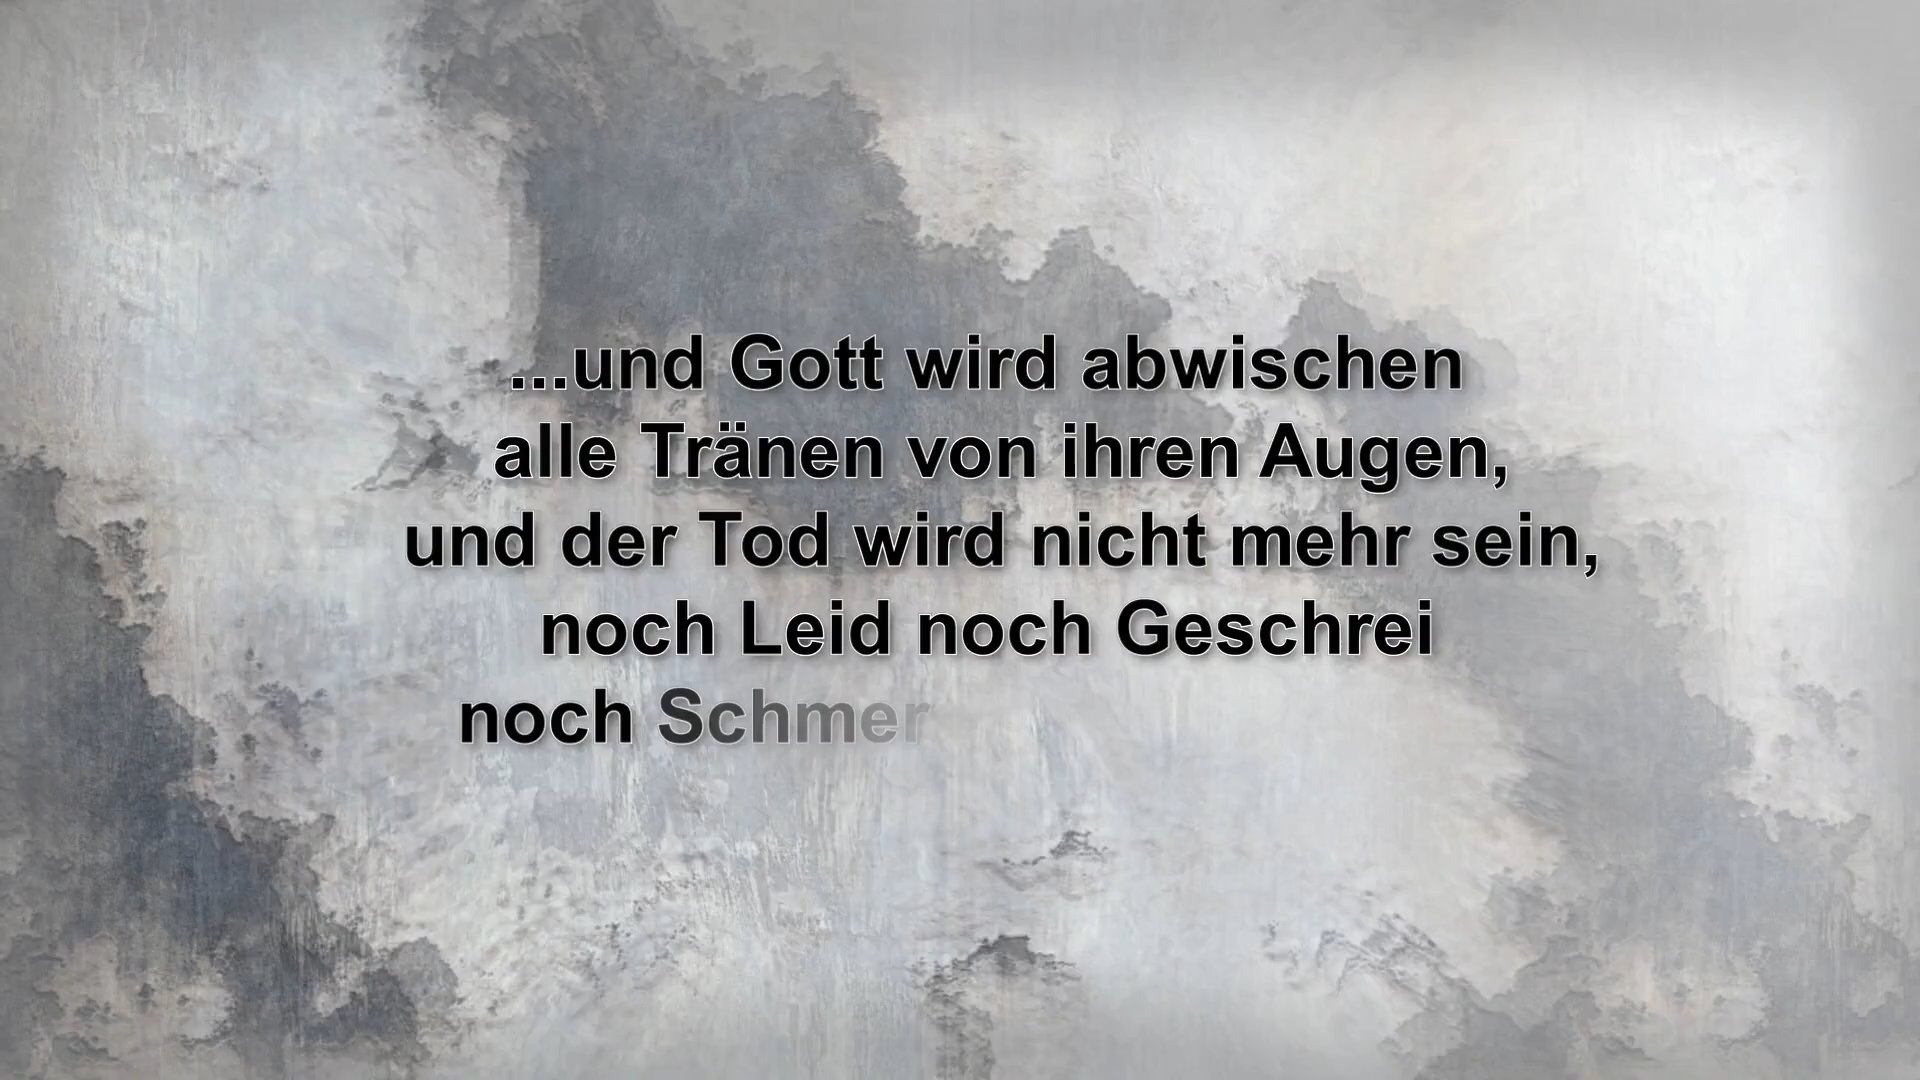 ...und Gott wird abwischen
alle Tränen von ihren Augen,
und der Tod wird nicht mehr sein,
noch Leid noch Geschrei
noch Schmer